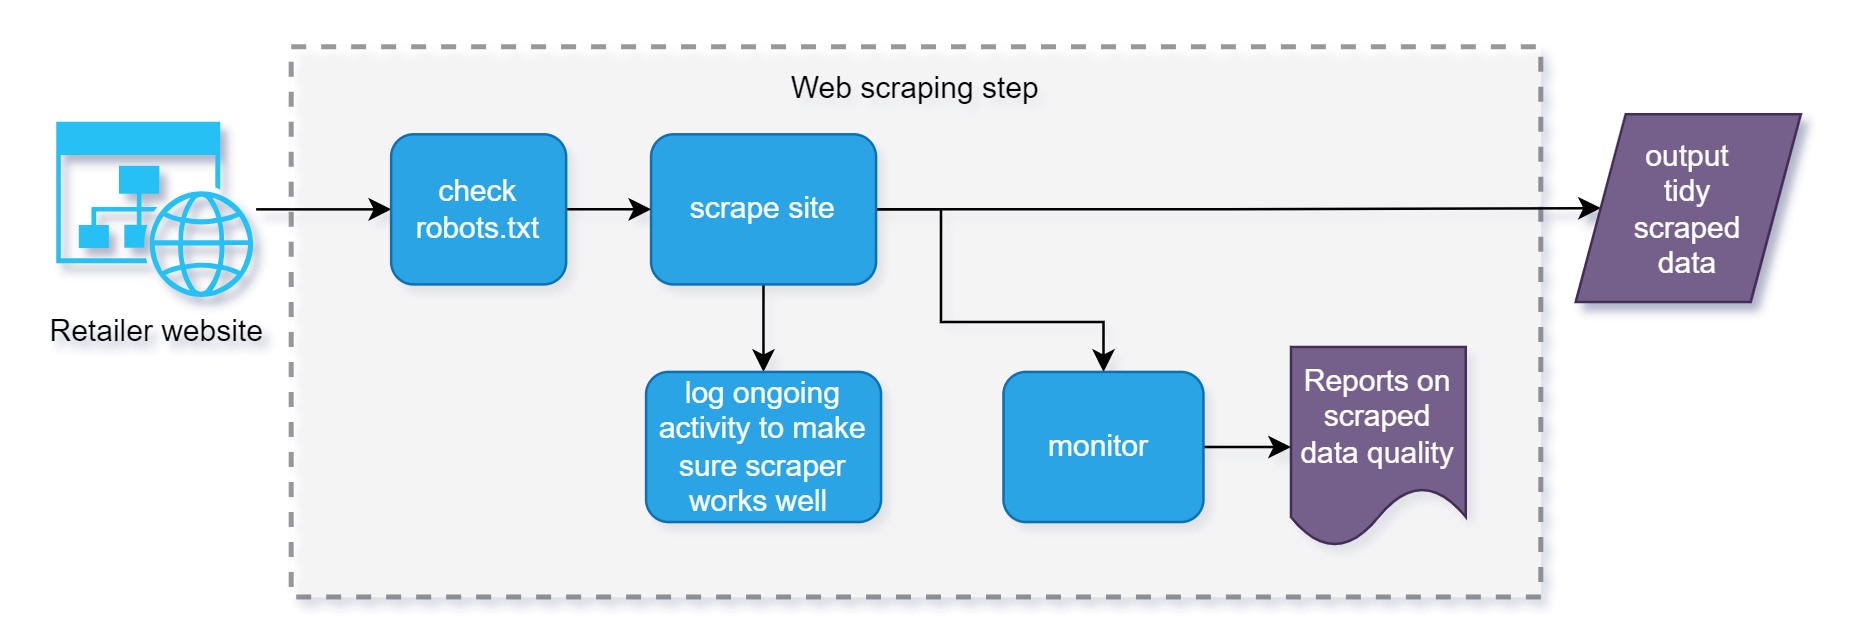 Web scraping step
Retailer website
check
robots.txt
scrape site
log ongoing
activity to make
sure scraper
works well
monitor
Reports on
scraped
data quality
output
tidy
scraped
data